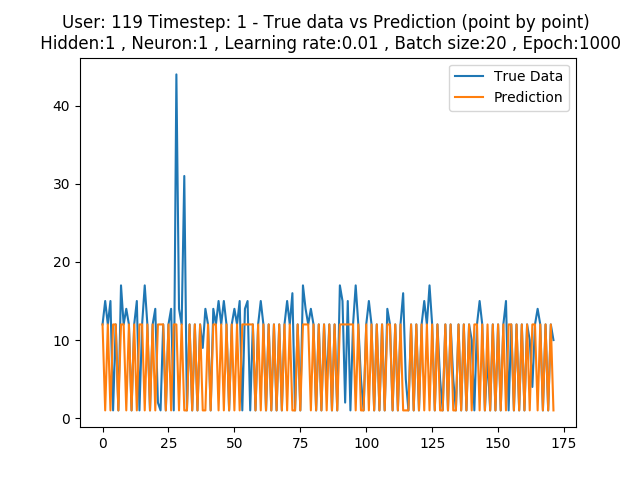 User: 119 Timestep: 1 - True data vs Prediction (point by point)
Hidden:1 , Neuron:1 , Learning rate:0.01 , Batch size:20 , Epoch:1000
True Data
Prediction
40
30
20
10
0
0 25 50 75 100 125 150 175